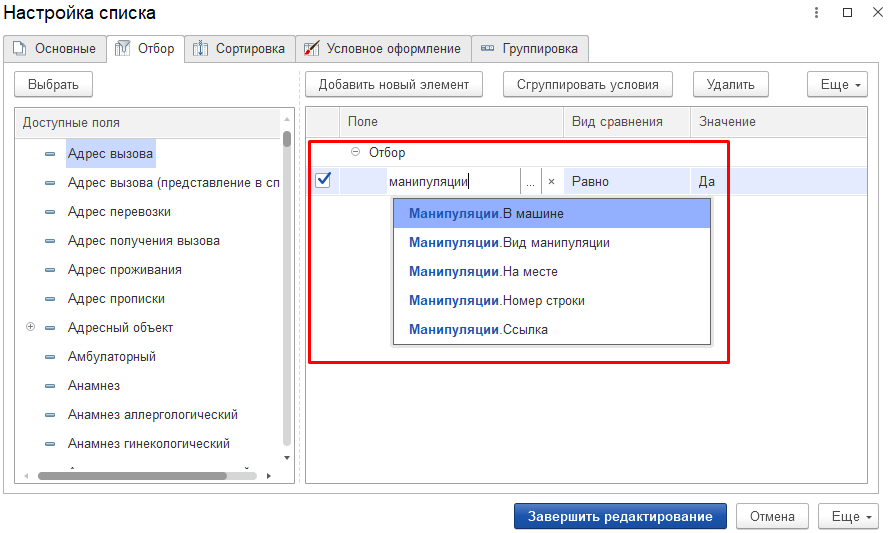 Настройка списка
Основные
Отбор
Сортировка
Условное оформление
Группировка
Выбрать
Добавить новый элемент
Сгруппировать условия
Удалить
Еще
Доступные поля
Адрес вызова
Адрес вызова (представление в сп
Адрес перевозки
Адрес получения вызова
Адрес проживания
Адрес прописки
Адресный объект
Амбулаторный
Анамнез
Анамнез аллергологический
Анамнез гинекологический
Поле
Вид сравнения
Значение
Отбор
манипуляции ... × Равно Да
Манипуляции.В машине
Манипуляции.Вид манипуляции
Манипуляции.На месте
Манипуляции.Номер строки
Манипуляции.Ссылка
Завершить редактирование
Отмена
Еще